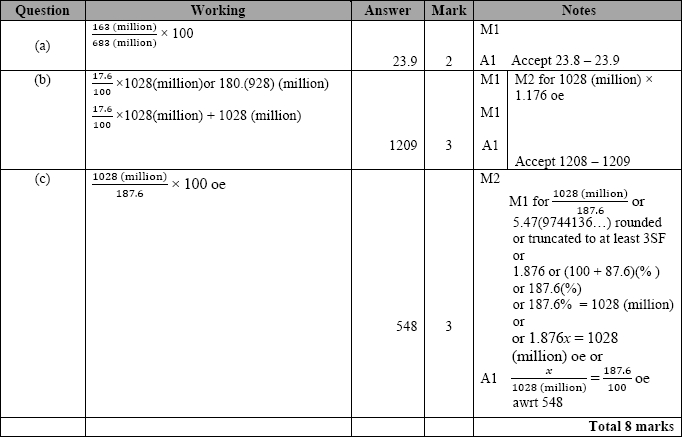 Question Working Answer Mark Notes
(a) 163 (million)/683 (million) × 100 M1
23.9 2 A1 Accept 23.8 – 23.9
(b) 17.6/100 ×1028(million)or 180.(928) (million) M1 M2 for 1028 (million) ×
1.176 oe
17.6/100 ×1028(million) + 1028 (million) M1
1209 3 A1
Accept 1208 – 1209
(c) 1028 (million)/187.6 × 100 oe M2
M1 for 1028 (million)/187.6 or
5.47(9744136…) rounded
or truncated to at least 3SF
or
1.876 or (100 + 87.6)(% )
or 187.6(%)
or 187.6% = 1028 (million)
548 3 or
or 1.876x = 1028
(million) oe or
A1 x/1028 (million) = 187.6/100 oe
awrt 548
Total 8 marks